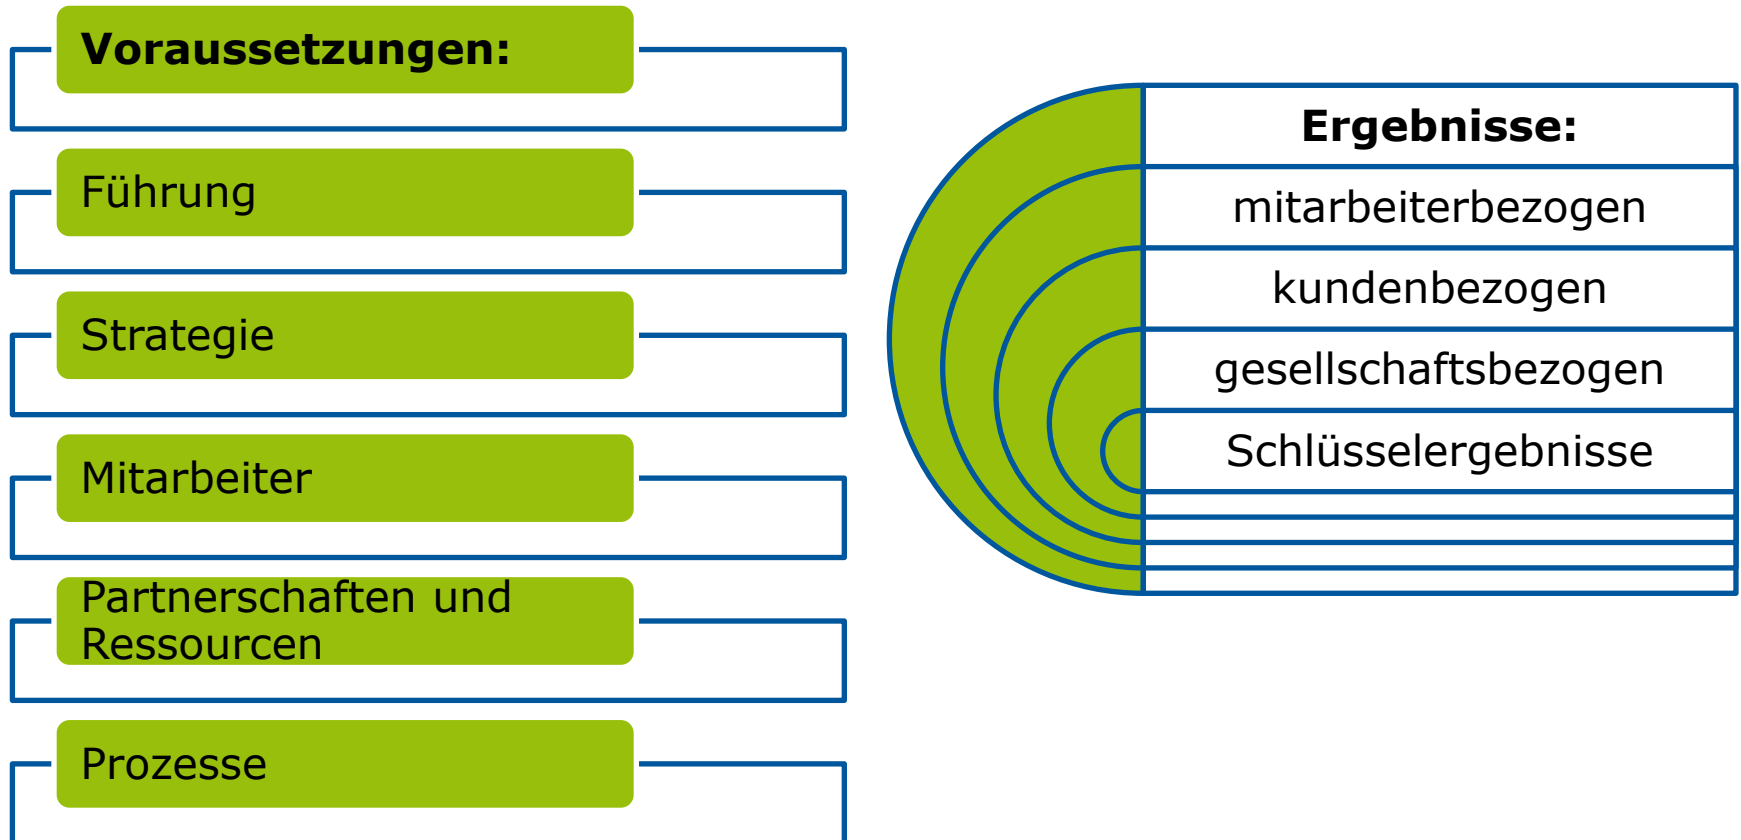 Voraussetzungen:
Führung
Strategie
Mitarbeiter
Partnerschaften und
Ressourcen
Prozesse
Ergebnisse:
mitarbeiterbezogen
kundenbezogen
gesellschaftsbezogen
Schlüsselergebnisse